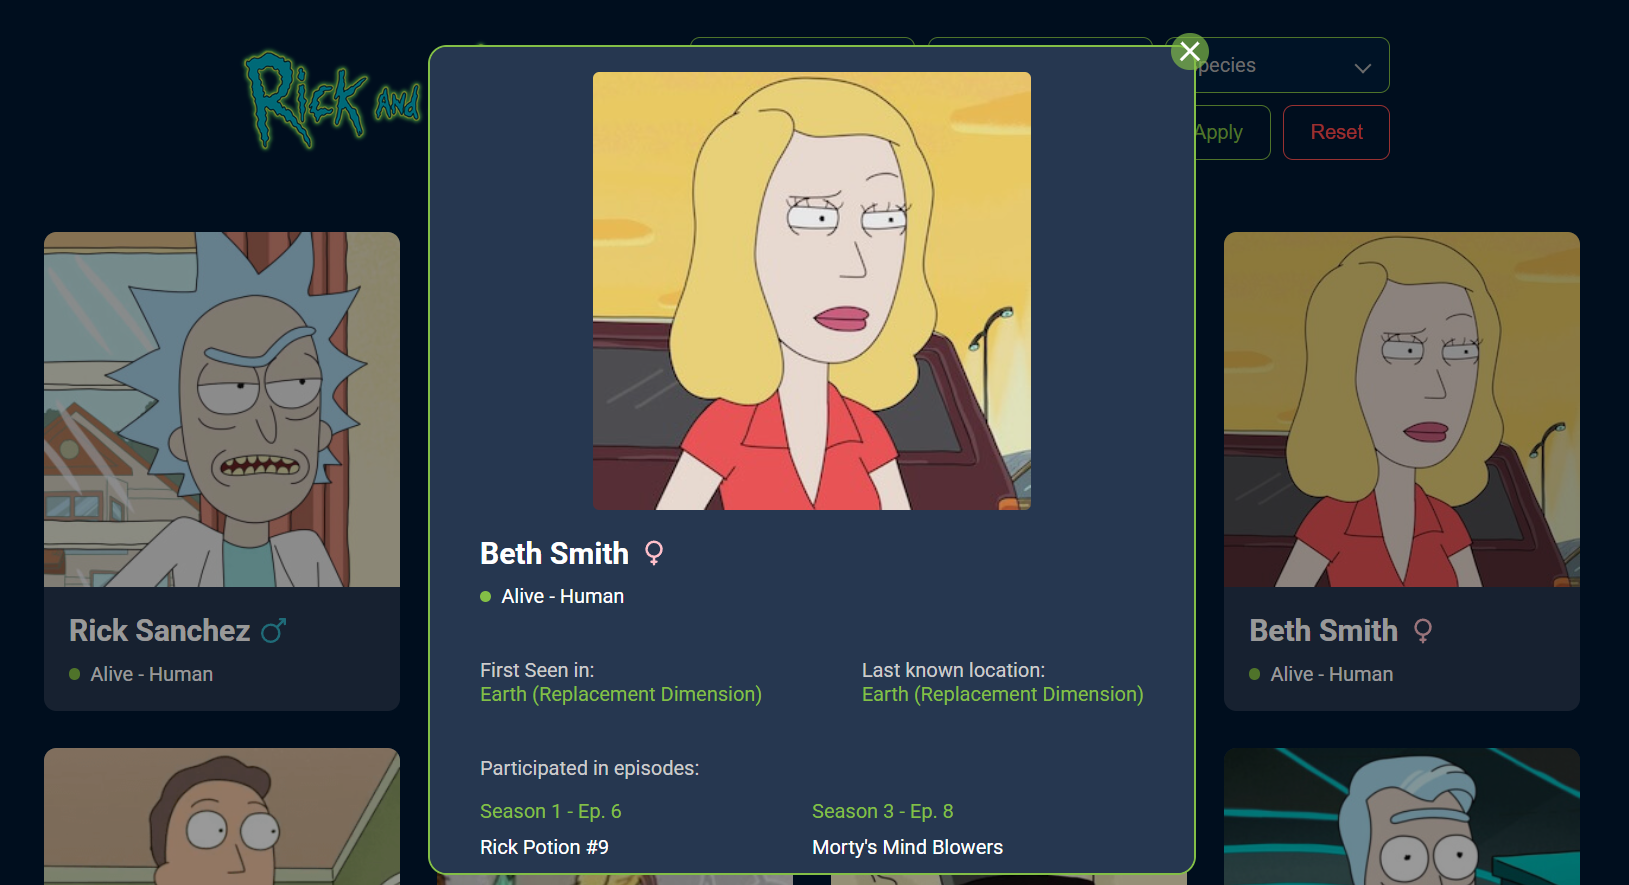 Rick and
pecies
Apply
Reset
Beth Smith
Alive - Human
First Seen in:
Earth (Replacement Dimension)
Last known location:
Earth (Replacement Dimension)
Participated in episodes:
Season 1 - Ep. 6
Rick Potion #9
Season 3 - Ep. 8
Morty's Mind Blowers
Rick Sanchez
Alive - Human
Beth Smith
Alive - Human